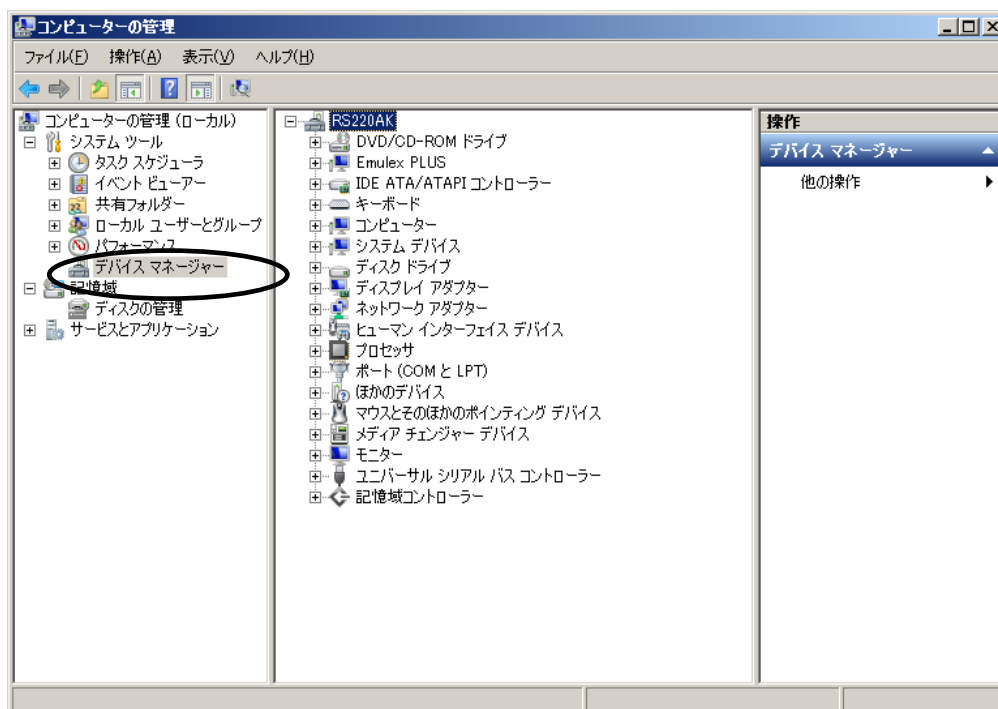 コンピューターの管理
ファイル(F) 操作(A) 表示(V) ヘルプ(H)
コンピューターの管理 (ローカル)
システム ツール
タスク スケジューラ
イベント ビューアー
共有フォルダー
ローカル ユーザーとグループ
パフォーマンス
デバイス マネージャー
記憶域
ディスクの管理
サービスとアプリケーション
RS220AK
DVD/CD-ROM ドライブ
Emulex PLUS
IDE ATA/ATAPI コントローラー
キーボード
コンピューター
システム デバイス
ディスク ドライブ
ディスプレイ アダプター
ネットワーク アダプター
ヒューマン インターフェイス デバイス
プロセッサ
ポート (COM と LPT)
ほかのデバイス
マウスとそのほかのポインティング デバイス
メディア チェンジャー デバイス
モニター
ユニバーサル シリアル バス コントローラー
記憶域コントローラー
操作
デバイス マネージャー
他の操作